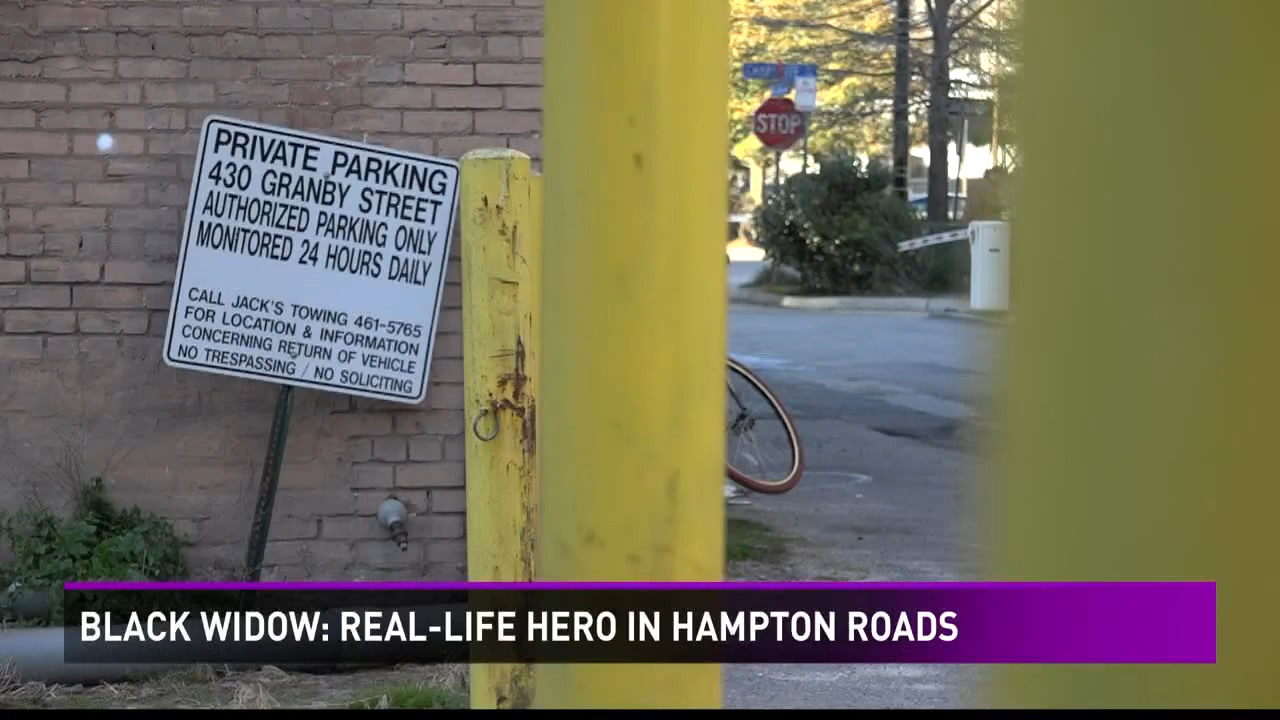 PRIVATE PARKING
430 GRANBY STREET
AUTHORIZED PARKING ONLY
MONITORED 24 HOURS DAILY
CALL JACK'S TOWING 461-5765
FOR LOCATION & INFORMATION
CONCERNING RETURN OF VEHICLE
NO TRESPASSING / NO SOLICITING
STOP
BLACK WIDOW: REAL-LIFE HERO IN HAMPTON ROADS